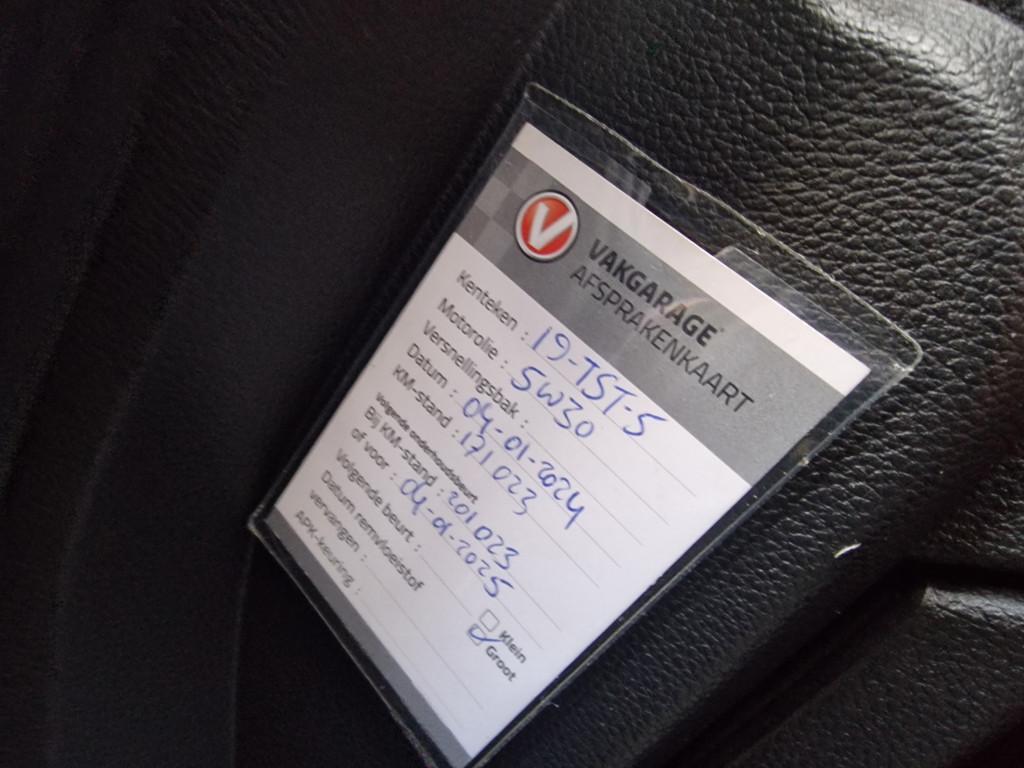 V
VAKGARAGE
AFSPRAKENKAART
Kenteken : 19-TST-5
Motorolie : 5W30
Versnellingsbak :
Datum : 04-01-2024
KM-stand : 171023
Volgende onderhoudsbeurt
Bij KM-stand : 201023
of voor : 04-01-2025
Volgende beurt : Klein
Groot
Datum remvloeistof
vervangen :
APK-keuring :